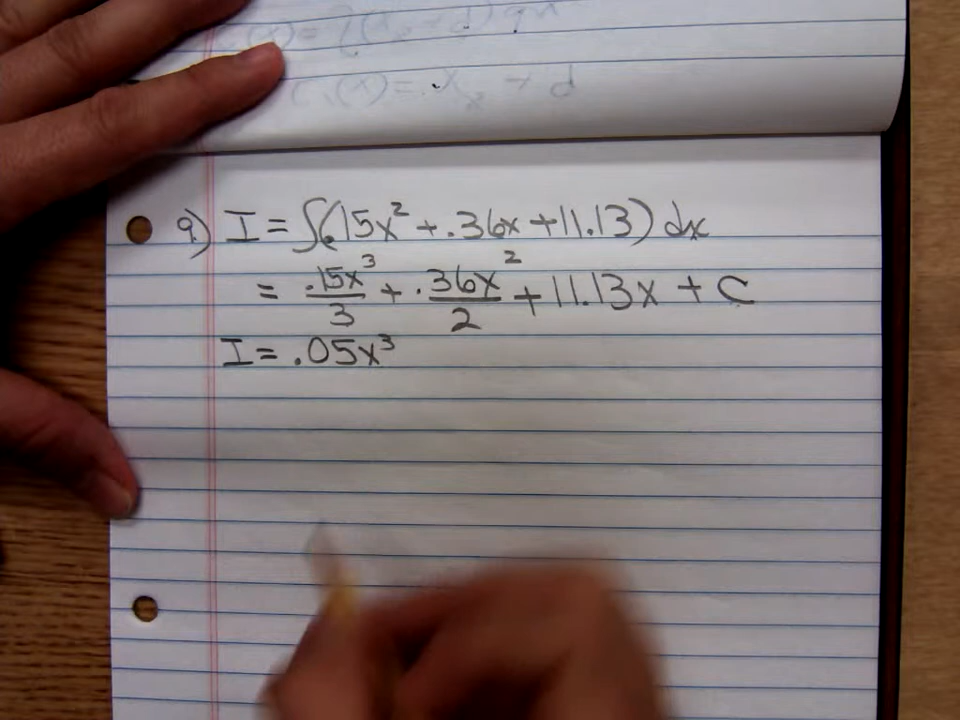 9) I = ∫(.15x² + .36x + 11.13) dx
= .15x³/3 + .36x²/2 + 11.13x + C
I = .05x³